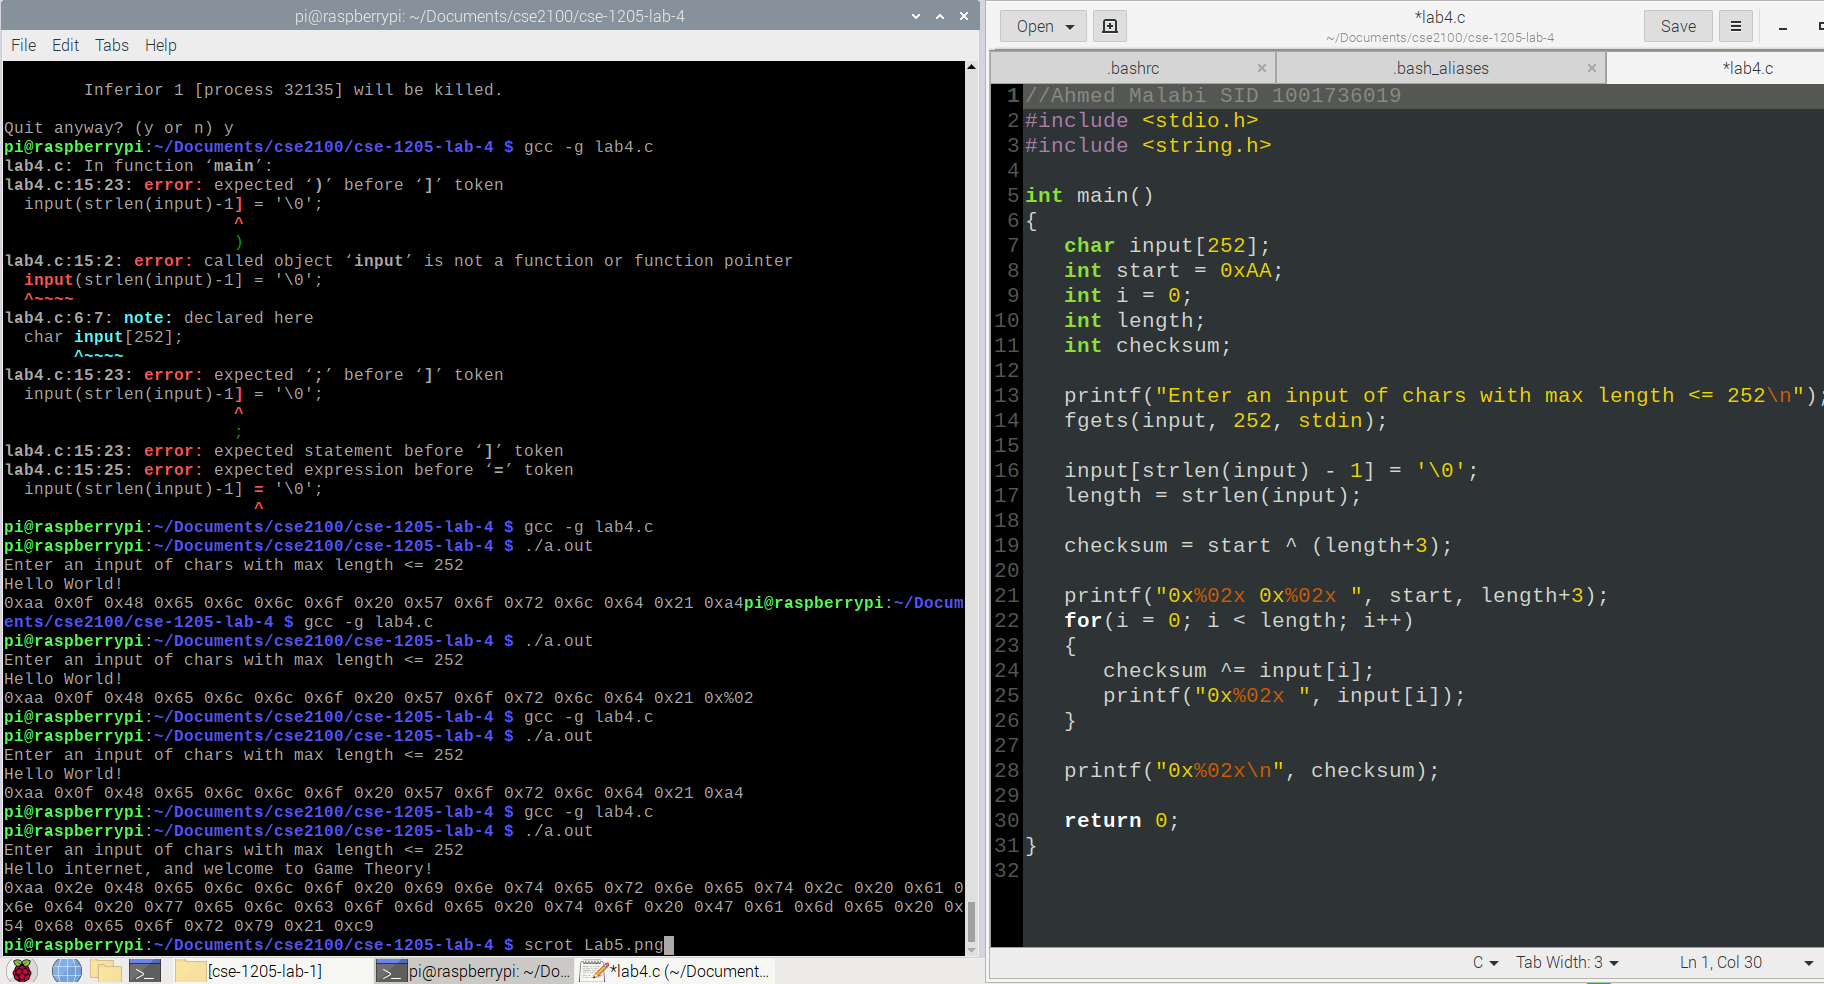 pi@raspberrypi: ~/Documents/cse2100/cse-1205-lab-4
File Edit Tabs Help
Inferior 1 [process 32135] will be killed.
Quit anyway? (y or n) y
pi@raspberrypi:~/Documents/cse2100/cse-1205-lab-4 $ gcc -g lab4.c
lab4.c: In function ‘main’:
lab4.c:15:23: error: expected ‘)’ before ‘]’ token
  input(strlen(input)-1] = '\0';
                       ^
                       )
lab4.c:15:2: error: called object ‘input’ is not a function or function pointer
  input(strlen(input)-1] = '\0';
  ^~~~~
lab4.c:6:7: note: declared here
  char input[252];
       ^~~~~
lab4.c:15:23: error: expected ‘;’ before ‘]’ token
  input(strlen(input)-1] = '\0';
                       ^
                       ;
lab4.c:15:23: error: expected statement before ‘]’ token
lab4.c:15:25: error: expected expression before ‘=’ token
  input(strlen(input)-1] = '\0';
                         ^
pi@raspberrypi:~/Documents/cse2100/cse-1205-lab-4 $ gcc -g lab4.c
pi@raspberrypi:~/Documents/cse2100/cse-1205-lab-4 $ ./a.out
Enter an input of chars with max length <= 252
Hello World!
0xaa 0x0f 0x48 0x65 0x6c 0x6c 0x6f 0x20 0x57 0x6f 0x72 0x6c 0x64 0x21 0xa4pi@raspberrypi:~/Docum
ents/cse2100/cse-1205-lab-4 $ gcc -g lab4.c
pi@raspberrypi:~/Documents/cse2100/cse-1205-lab-4 $ ./a.out
Enter an input of chars with max length <= 252
Hello World!
0xaa 0x0f 0x48 0x65 0x6c 0x6c 0x6f 0x20 0x57 0x6f 0x72 0x6c 0x64 0x21 0x%02
pi@raspberrypi:~/Documents/cse2100/cse-1205-lab-4 $ gcc -g lab4.c
pi@raspberrypi:~/Documents/cse2100/cse-1205-lab-4 $ ./a.out
Enter an input of chars with max length <= 252
Hello World!
0xaa 0x0f 0x48 0x65 0x6c 0x6c 0x6f 0x20 0x57 0x6f 0x72 0x6c 0x64 0x21 0xa4
pi@raspberrypi:~/Documents/cse2100/cse-1205-lab-4 $ gcc -g lab4.c
pi@raspberrypi:~/Documents/cse2100/cse-1205-lab-4 $ ./a.out
Enter an input of chars with max length <= 252
Hello internet, and welcome to Game Theory!
0xaa 0x2e 0x48 0x65 0x6c 0x6c 0x6f 0x20 0x69 0x6e 0x74 0x65 0x72 0x6e 0x65 0x74 0x2c 0x20 0x61 0
x6e 0x64 0x20 0x77 0x65 0x6c 0x63 0x6f 0x6d 0x65 0x20 0x74 0x6f 0x20 0x47 0x61 0x6d 0x65 0x20 0x
54 0x68 0x65 0x6f 0x72 0x79 0x21 0xc9
pi@raspberrypi:~/Documents/cse2100/cse-1205-lab-4 $ scrot Lab5.png
[cse-1205-lab-1] pi@raspberrypi: ~/Do... *lab4.c (~/Document...
Open *lab4.c Save
~/Documents/cse2100/cse-1205-lab-4
.bashrc .bash_aliases *lab4.c
1 //Ahmed Malabi SID 1001736019
2 #include <stdio.h>
3 #include <string.h>
4
5 int main()
6 {
7    char input[252];
8    int start = 0xAA;
9    int i = 0;
10    int length;
11    int checksum;
12
13    printf("Enter an input of chars with max length <= 252\n");
14    fgets(input, 252, stdin);
15
16    input[strlen(input) - 1] = '\0';
17    length = strlen(input);
18
19    checksum = start ^ (length+3);
20
21    printf("0x%02x 0x%02x ", start, length+3);
22    for(i = 0; i < length; i++)
23    {
24       checksum ^= input[i];
25       printf("0x%02x ", input[i]);
26    }
27
28    printf("0x%02x\n", checksum);
29
30    return 0;
31 }
32
C Tab Width: 3 Ln 1, Col 30